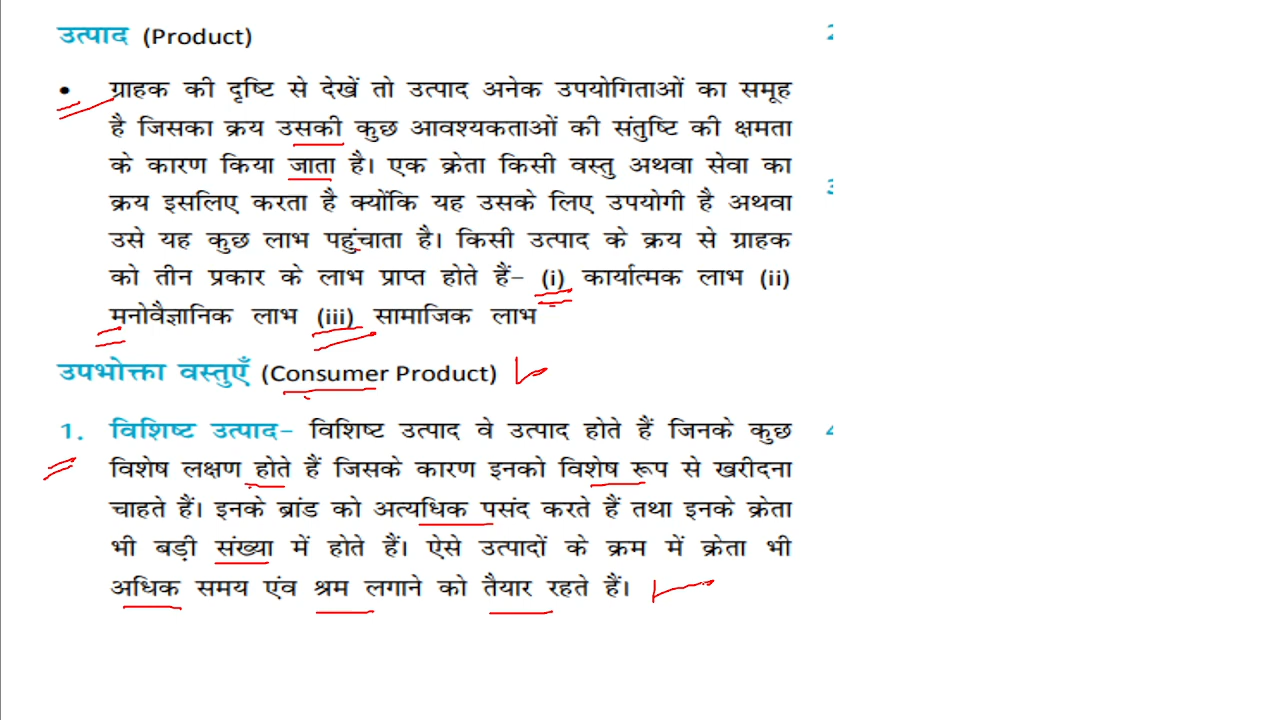 उत्पाद (Product)
• ग्राहक की दृष्टि से देखें तो उत्पाद अनेक उपयोगिताओं का समूह
है जिसका क्रय उसकी कुछ आवश्यकताओं की संतुष्टि की क्षमता
के कारण किया जाता है। एक क्रेता किसी वस्तु अथवा सेवा का
क्रय इसलिए करता है क्योंकि यह उसके लिए उपयोगी है अथवा
उसे यह कुछ लाभ पहुंचाता है। किसी उत्पाद के क्रय से ग्राहक
को तीन प्रकार के लाभ प्राप्त होते हैं- (i) कार्यात्मक लाभ (ii)
मनोवैज्ञानिक लाभ (iii) सामाजिक लाभ
उपभोक्ता वस्तुएँ (Consumer Product)
1. विशिष्ट उत्पाद- विशिष्ट उत्पाद वे उत्पाद होते हैं जिनके कुछ
विशेष लक्षण होते हैं जिसके कारण इनको विशेष रूप से खरीदना
चाहते हैं। इनके ब्रांड को अत्यधिक पसंद करते हैं तथा इनके क्रेता
भी बड़ी संख्या में होते हैं। ऐसे उत्पादों के क्रम में क्रेता भी
अधिक समय एंव श्रम लगाने को तैयार रहते हैं।